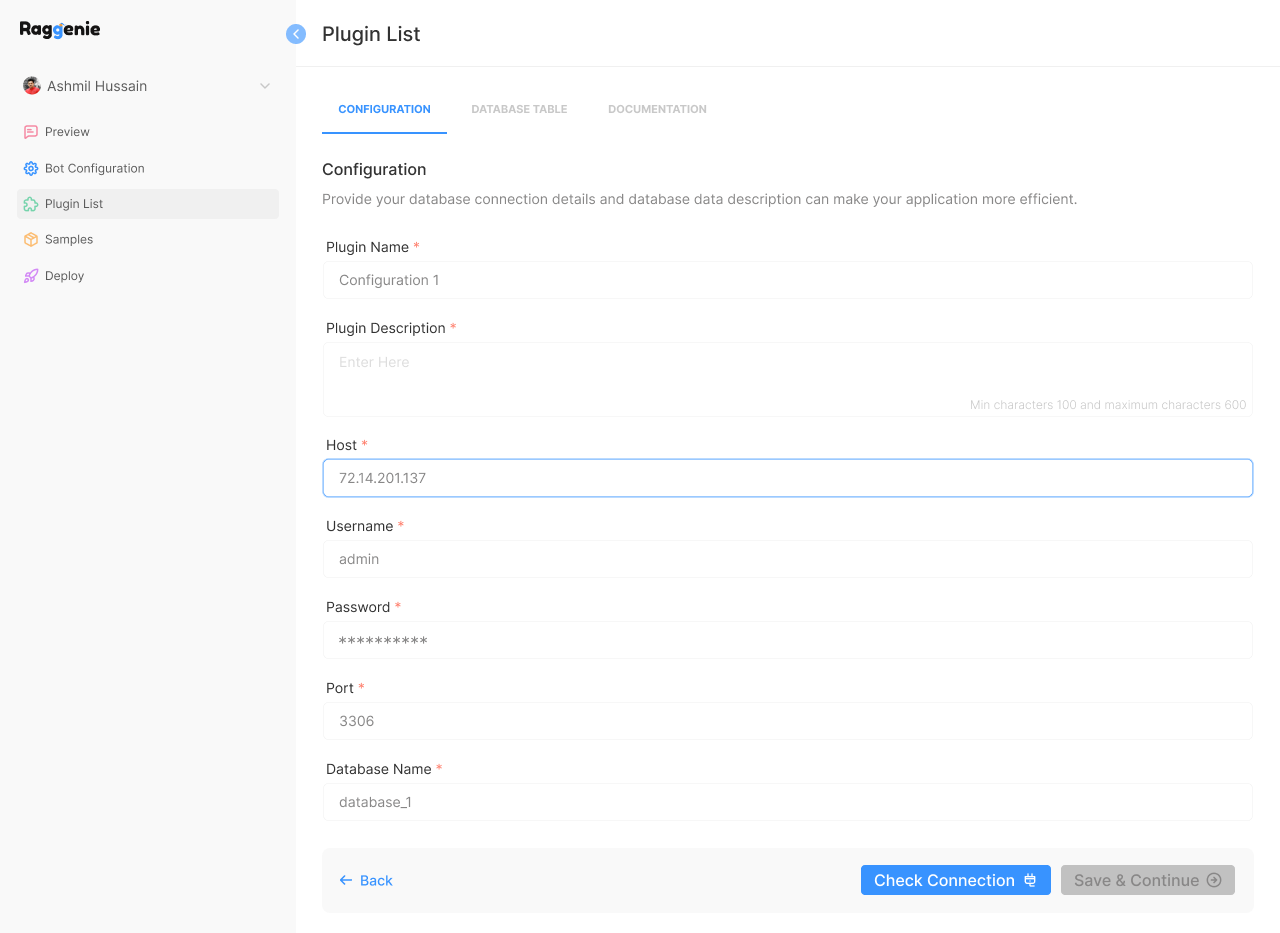 Raggenie
Plugin List
Ashmil Hussain
Preview
Bot Configuration
Plugin List
Samples
Deploy
CONFIGURATION DATABASE TABLE DOCUMENTATION
Configuration
Provide your database connection details and database data description can make your application more efficient.
Plugin Name *
Configuration 1
Plugin Description *
Enter Here
Min characters 100 and maximum characters 600
Host *
72.14.201.137
Username *
admin
Password *
**********
Port *
3306
Database Name *
database_1
Back Check Connection Save & Continue